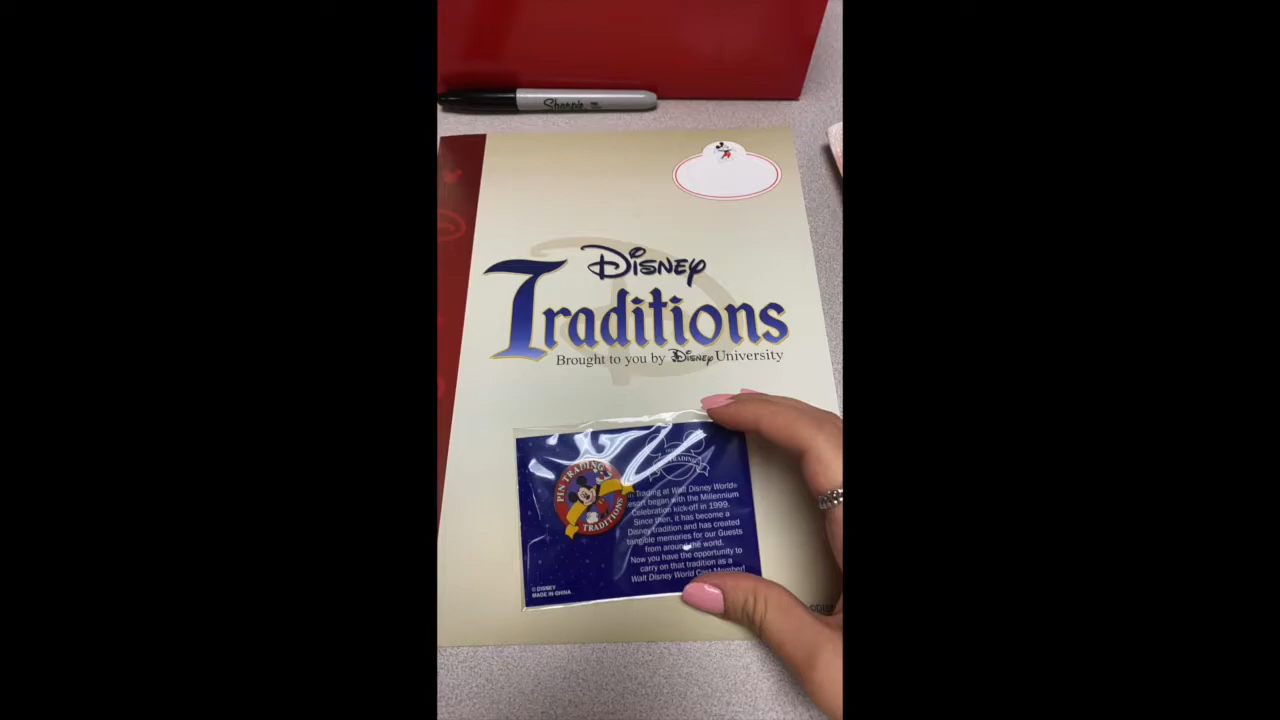 Sharpie
Disney
Traditions
Brought to you by Disney University
PIN TRADING
TRADITIONS
TRADING
Trading at Walt Disney World®
Resort began with the Millennium
Celebration kick-off in 1999.
Since then, it has become a
Disney tradition and has created
tangible memories for our Guests
from around the world.
Now you have the opportunity to
carry on that tradition as a
Walt Disney World Cast Member!
© DISNEY
MADE IN CHINA